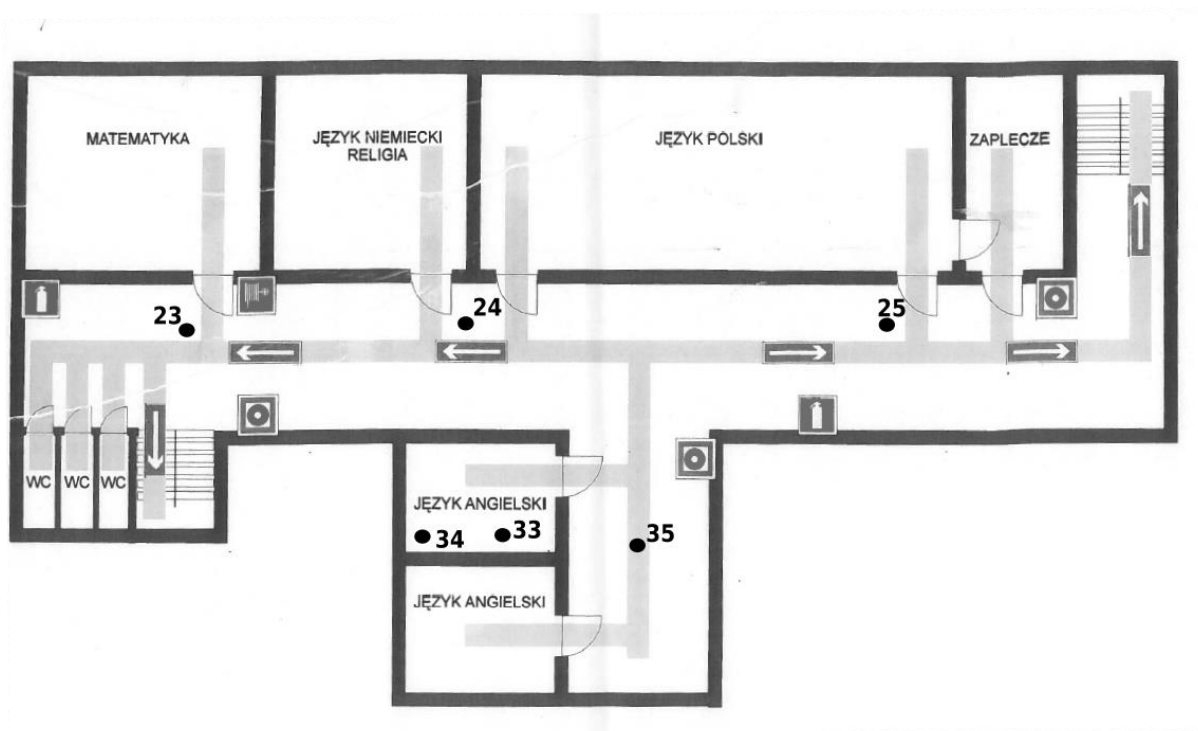 MATEMATYKA
JĘZYK NIEMIECKI
RELIGIA
JĘZYK POLSKI
ZAPLECZE
23
24
25
WC
WC
WC
JĘZYK ANGIELSKI
34
33
35
JĘZYK ANGIELSKI